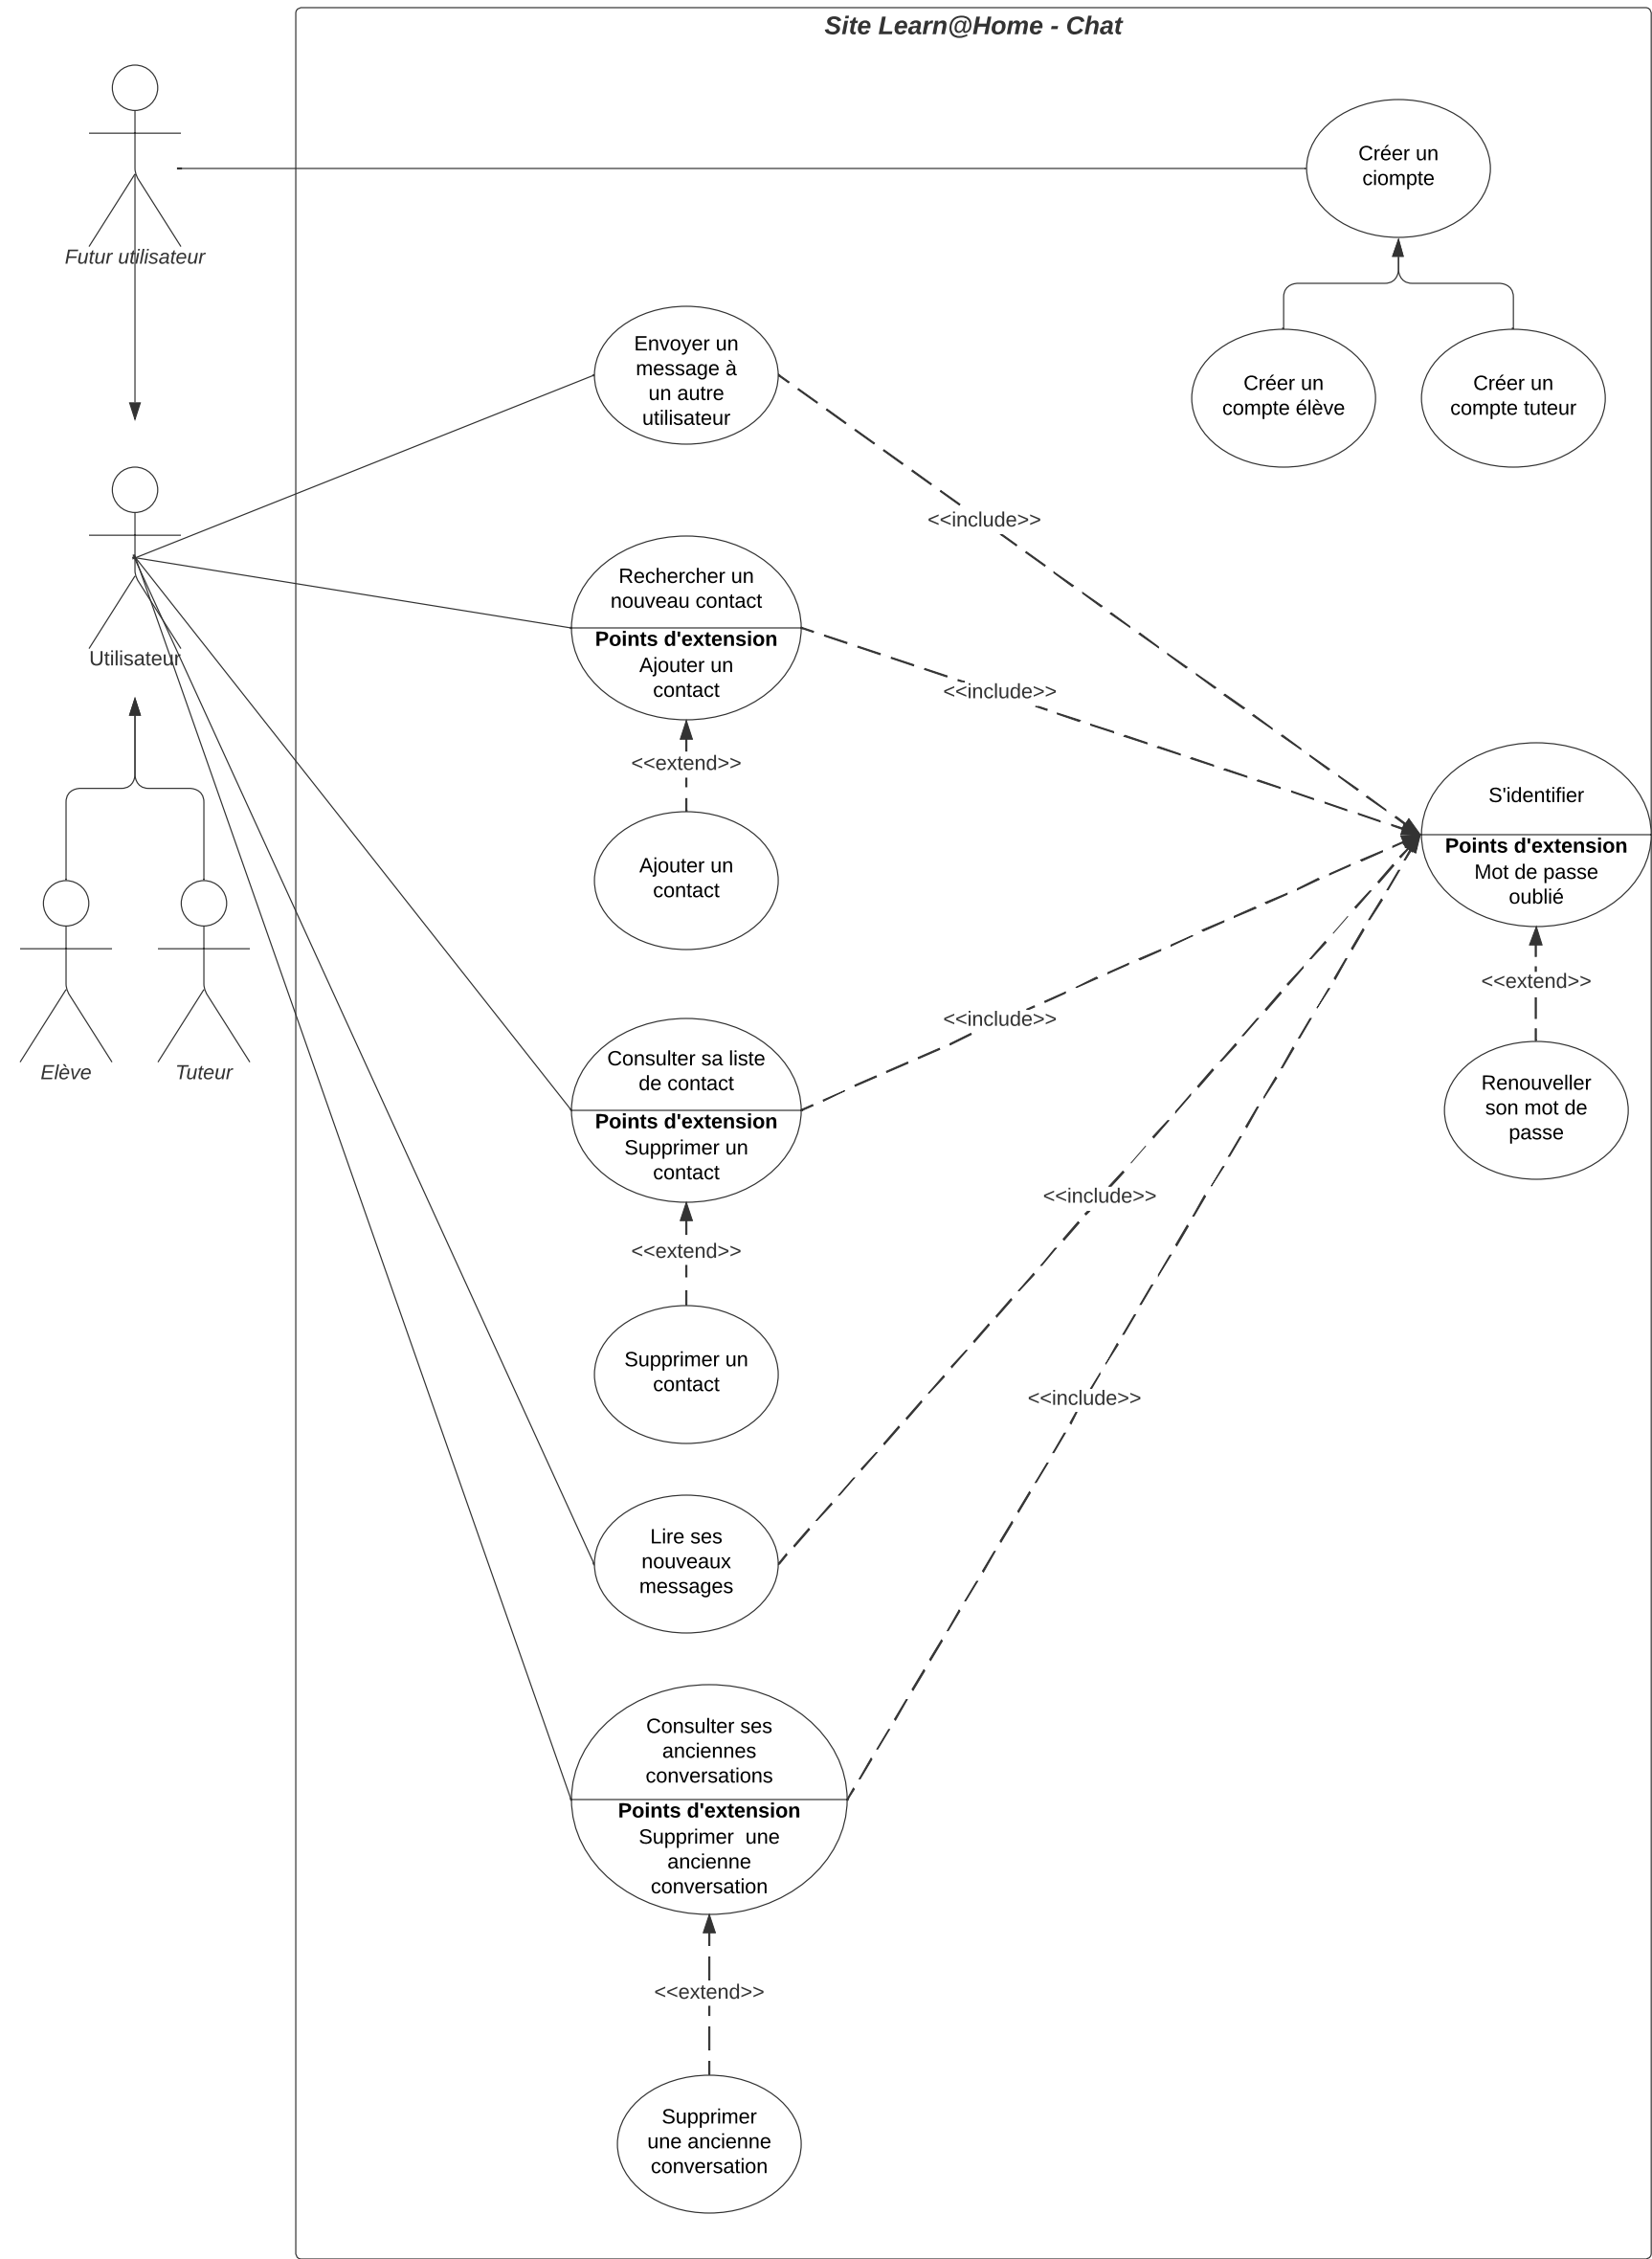 Site Learn@Home - Chat
Futur utilisateur
Créer un
ciompte
Créer un
compte élève
Créer un
compte tuteur
Envoyer un
message à
un autre
utilisateur
<<include>>
Utilisateur
Rechercher un
nouveau contact
Points d'extension
Ajouter un
contact
<<include>>
<<extend>>
Ajouter un
contact
S'identifier
Points d'extension
Mot de passe
oublié
<<extend>>
Renouveller
son mot de
passe
Elève
Tuteur
Consulter sa liste
de contact
Points d'extension
Supprimer un
contact
<<include>>
<<extend>>
Supprimer un
contact
<<include>>
<<include>>
Lire ses
nouveaux
messages
Consulter ses
anciennes
conversations
Points d'extension
Supprimer  une
ancienne
conversation
<<extend>>
Supprimer
une ancienne
conversation